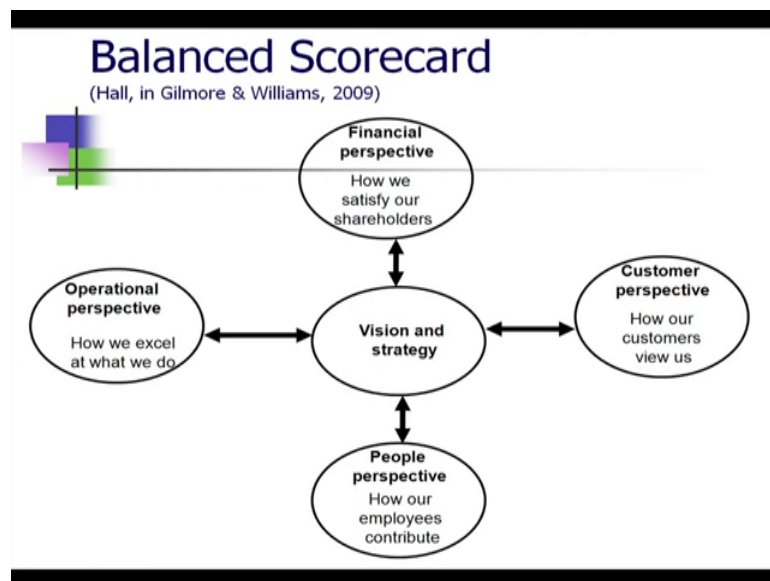 Balanced Scorecard
(Hall, in Gilmore & Williams, 2009)
Financial
perspective
How we
satisfy our
shareholders
Operational
perspective
How we excel
at what we do
Vision and
strategy
Customer
perspective
How our
customers
view us
People
perspective
How our
employees
contribute